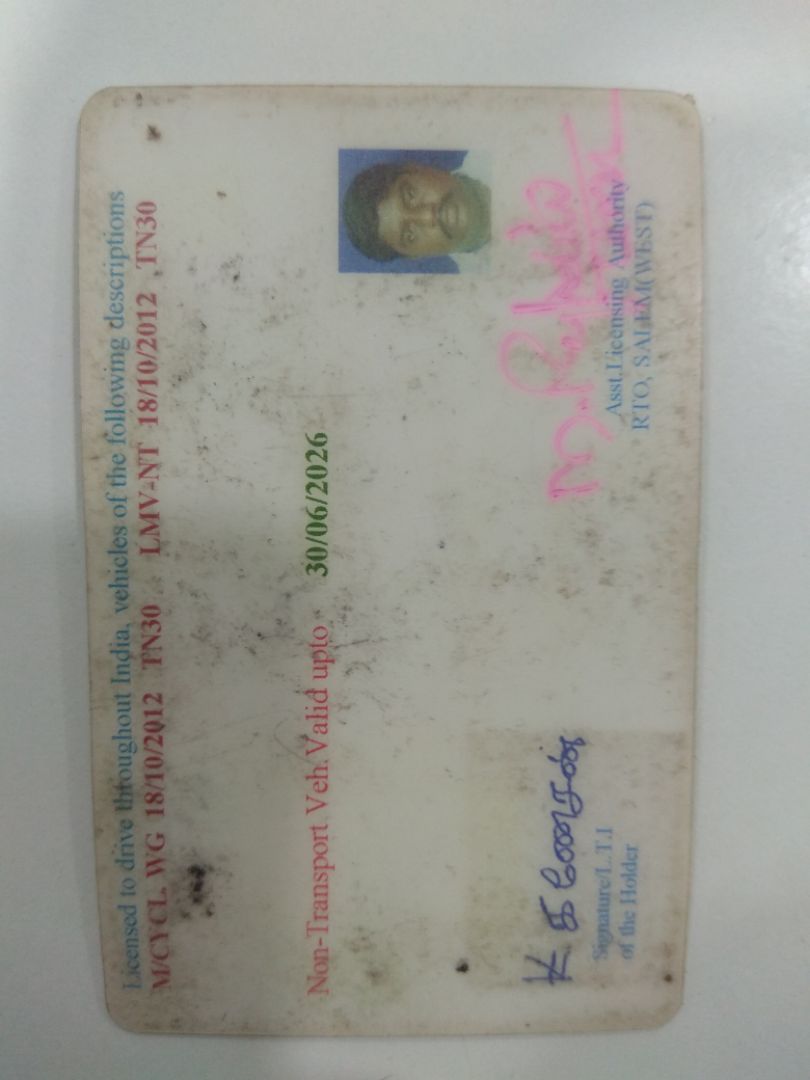 Licensed to drive throughout India, vehicles of the following descriptions
M/CYCL. WG 18/10/2012 TN30 LMV-NT 18/10/2012 TN30
Non-Transport Veh. Valid upto 30/06/2026
K கணேசன்
Signature/L.T.I
of the Holder
Asst.Licensing Authority
RTO, SALEM(WEST)